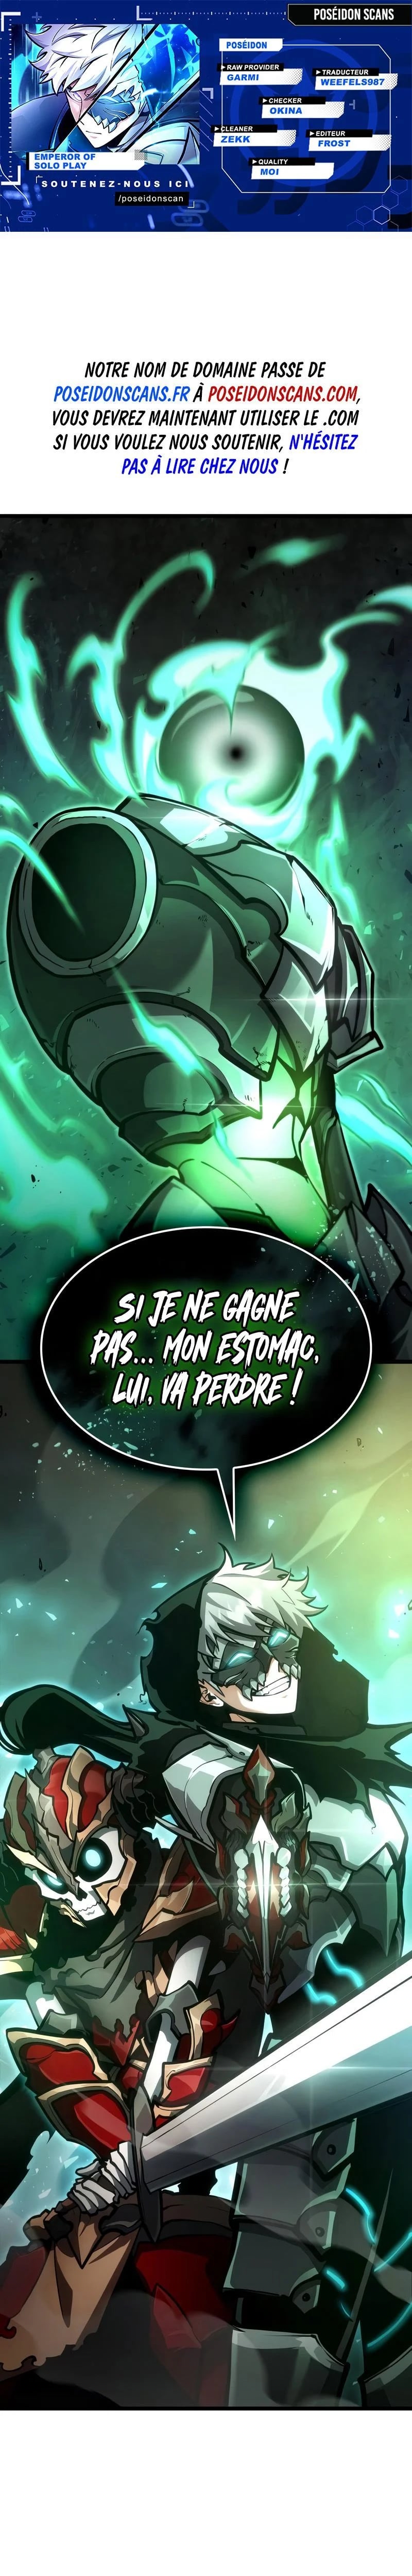 POSÉIDON SCANS
POSÉIDON
RAW PROVIDER
GARMI
TRADUCTEUR
WEEFELS987
CHECKER
OKINA
CLEANER
ZEKK
EDITEUR
FROST
QUALITY
MOI
EMPEROR OF
SOLO PLAY
SOUTENEZ-NOUS ICI
/poseidonscan
NOTRE NOM DE DOMAINE PASSE DE
POSEIDONSCANS.FR À POSEIDONSCANS.COM,
VOUS DEVREZ MAINTENANT UTILISER LE .COM
SI VOUS VOULEZ NOUS SOUTENIR, N'HÉSITEZ
PAS À LIRE CHEZ NOUS !
SI JE NE GAGNE
PAS... MON ESTOMAC,
LUI, VA PERDRE !